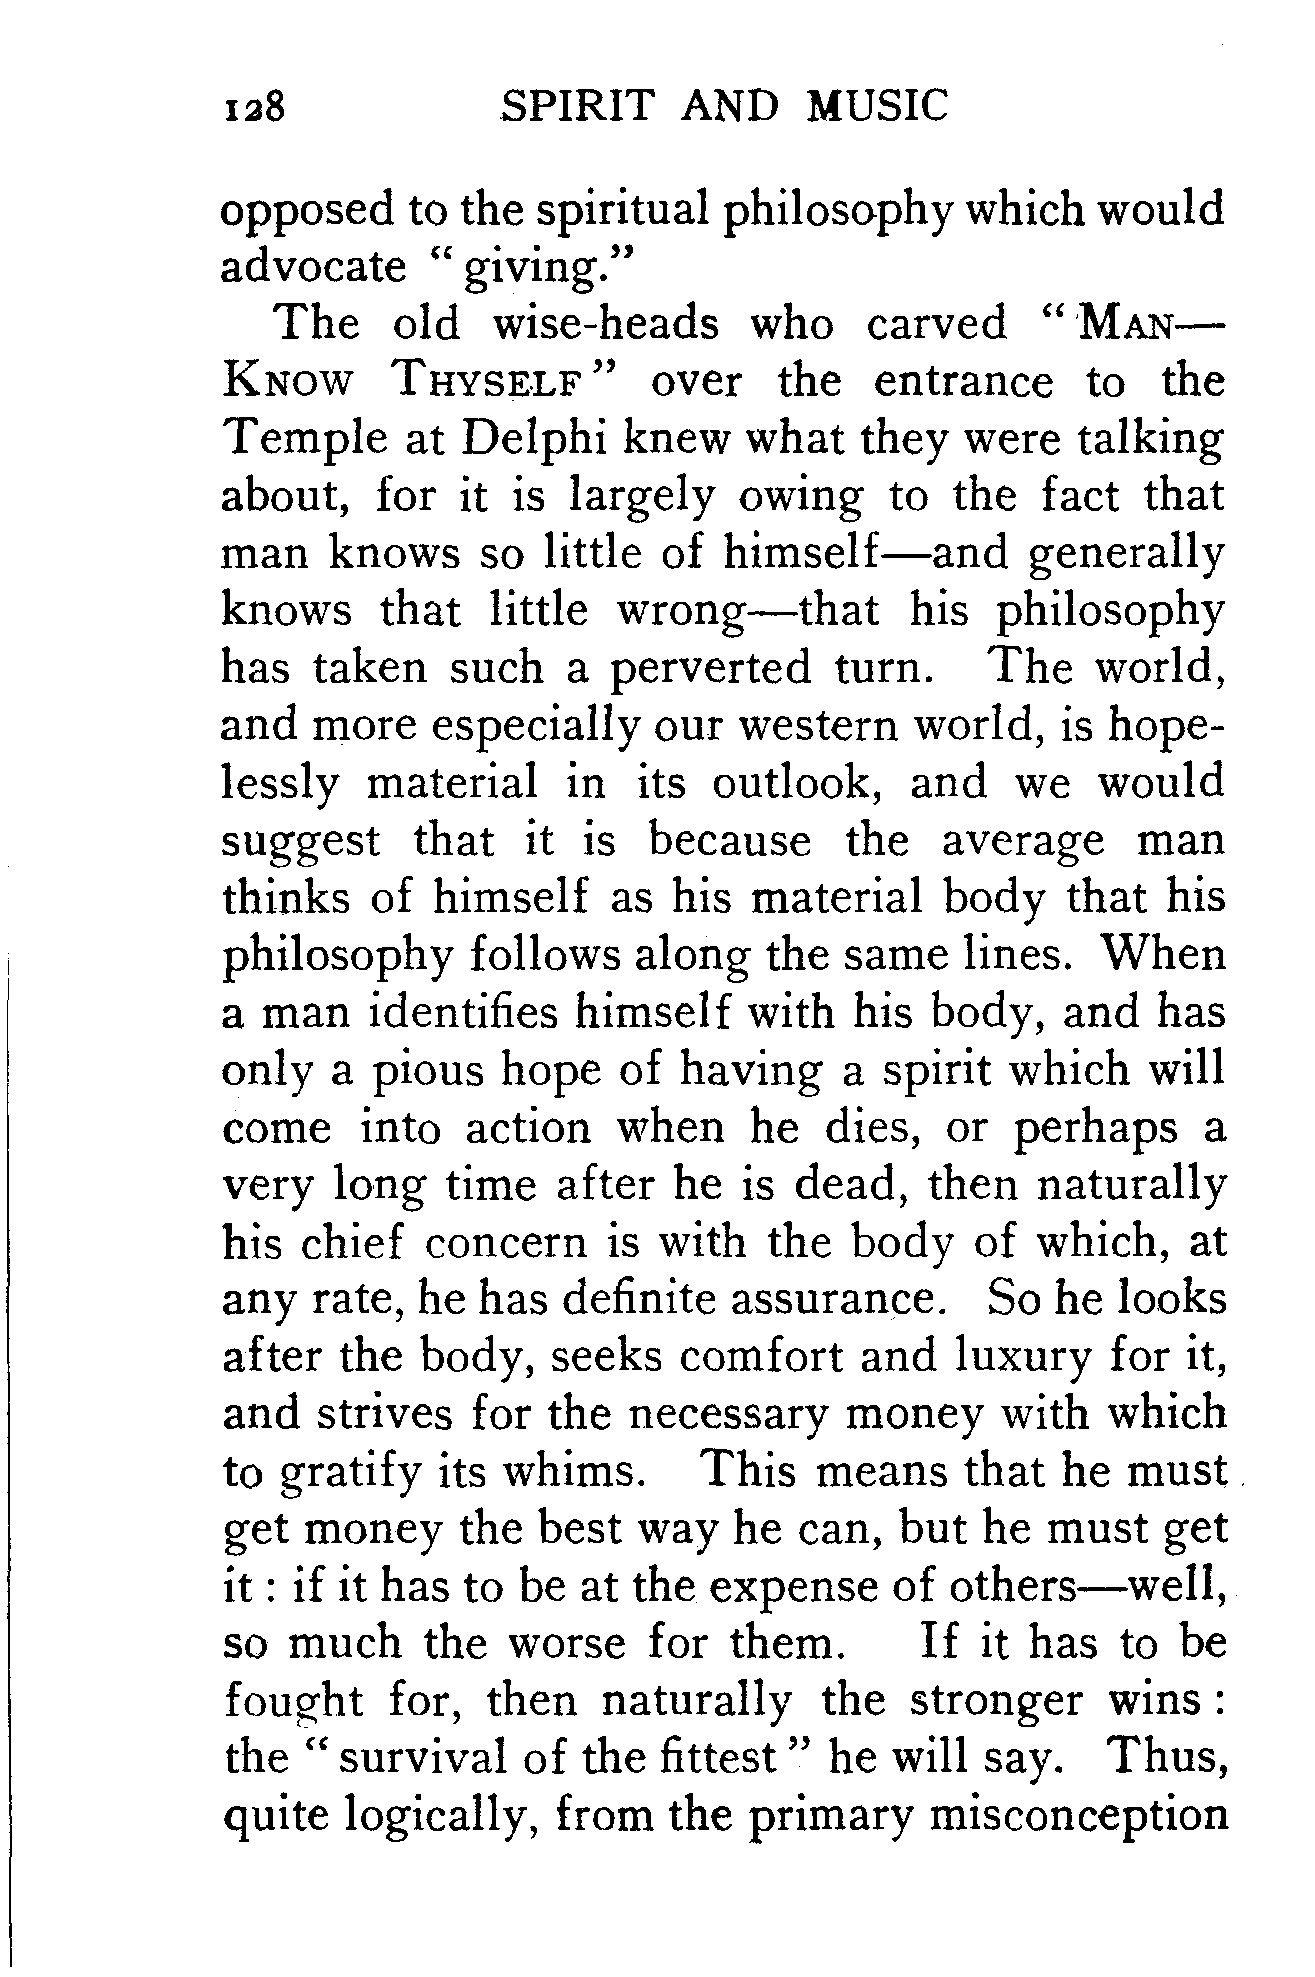 128 SPIRIT AND MUSIC
opposed to the spiritual philosophy which would
advocate " giving."
The old wise-heads who carved " MAN—
KNOW THYSELF " over the entrance to the
Temple at Delphi knew what they were talking
about, for it is largely owing to the fact that
man knows so little of himself—and generally
knows that little wrong—that his philosophy
has taken such a perverted turn. The world,
and more especially our western world, is hope-
lessly material in its outlook, and we would
suggest that it is because the average man
thinks of himself as his material body that his
philosophy follows along the same lines. When
a man identifies himself with his body, and has
only a pious hope of having a spirit which will
come into action when he dies, or perhaps a
very long time after he is dead, then naturally
his chief concern is with the body of which, at
any rate, he has definite assurance. So he looks
after the body, seeks comfort and luxury for it,
and strives for the necessary money with which
to gratify its whims. This means that he must
get money the best way he can, but he must get
it : if it has to be at the expense of others—well,
so much the worse for them. If it has to be
fought for, then naturally the stronger wins :
the " survival of the fittest " he will say. Thus,
quite logically, from the primary misconception